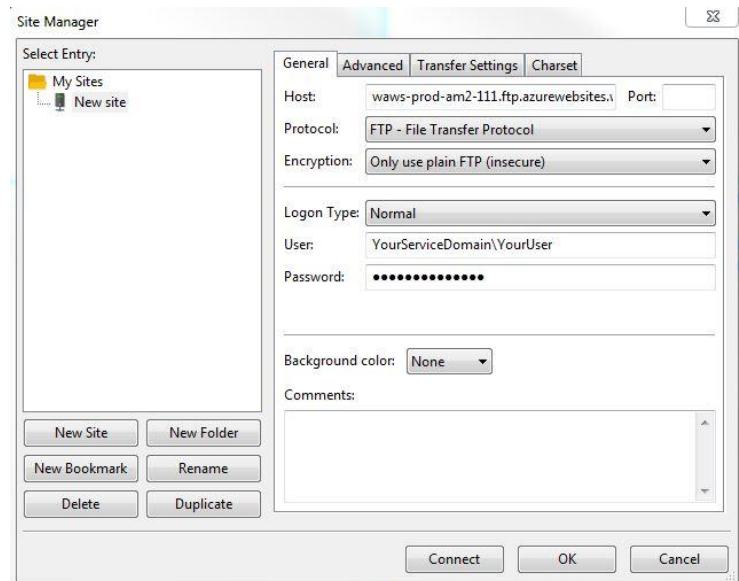 Site Manager
Select Entry:
My Sites
New site
New Site
New Folder
New Bookmark
Rename
Delete
Duplicate
General
Advanced
Transfer Settings
Charset
Host:
waws-prod-am2-111.ftp.azurewebsites.w
Port:
Protocol:
FTP - File Transfer Protocol
Encryption:
Only use plain FTP (insecure)
Logon Type:
Normal
User:
YourServiceDomain\YourUser
Password:
●●●●●●●●●●●●●●
Background color:
None
Comments:
Connect
OK
Cancel